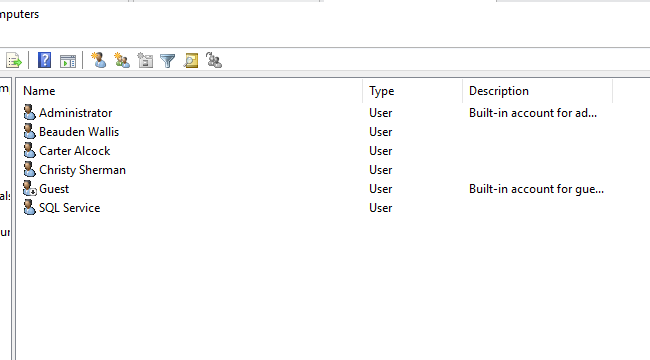 mputers
Name Type Description
m Administrator User Built-in account for ad...
Beauden Wallis User
Carter Alcock User
Christy Sherman User
als Guest User Built-in account for gue...
SQL Service User
ur